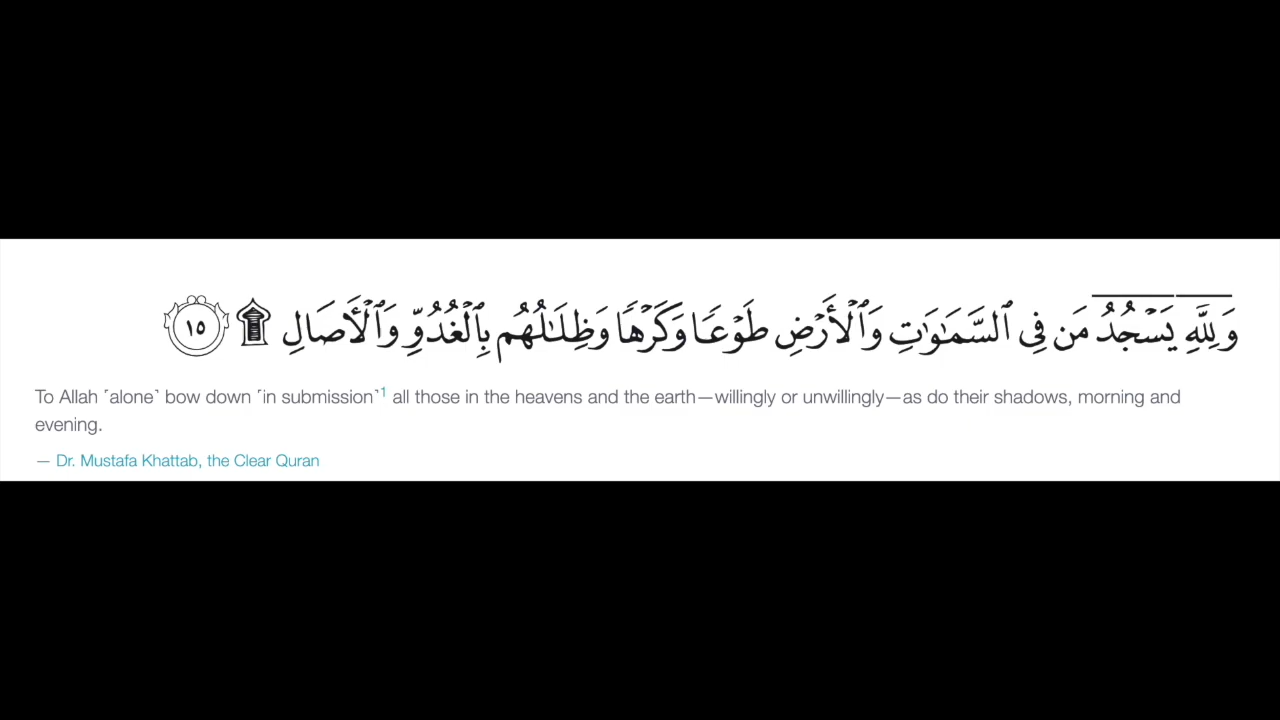 وَلِلَّهِ يَسْجُدُ مَن فِى ٱلسَّمَـٰوَٰتِ وَٱلْأَرْضِ طَوْعًا وَكَرْهًا وَظِلَـٰلُهُم بِٱلْغُدُوِّ وَٱلْـَٔاصَالِ ۩ ١٥
To Allah ˹alone˺ bow down ˹in submission˺1 all those in the heavens and the earth—willingly or unwillingly—as do their shadows, morning and
evening.
— Dr. Mustafa Khattab, the Clear Quran